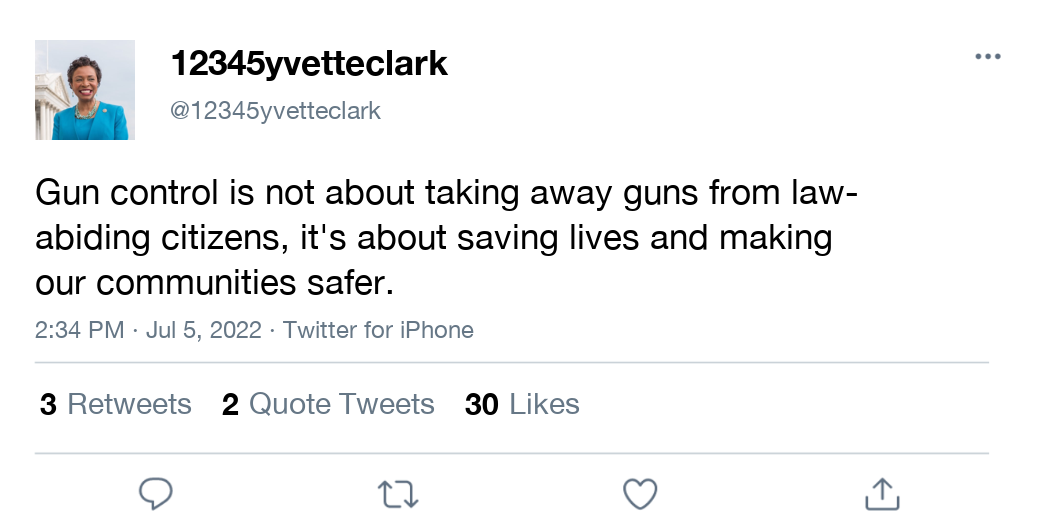 12345yvetteclark
@12345yvetteclark
Gun control is not about taking away guns from law-
abiding citizens, it's about saving lives and making
our communities safer.
2:34 PM · Jul 5, 2022 · Twitter for iPhone
3 Retweets 2 Quote Tweets 30 Likes